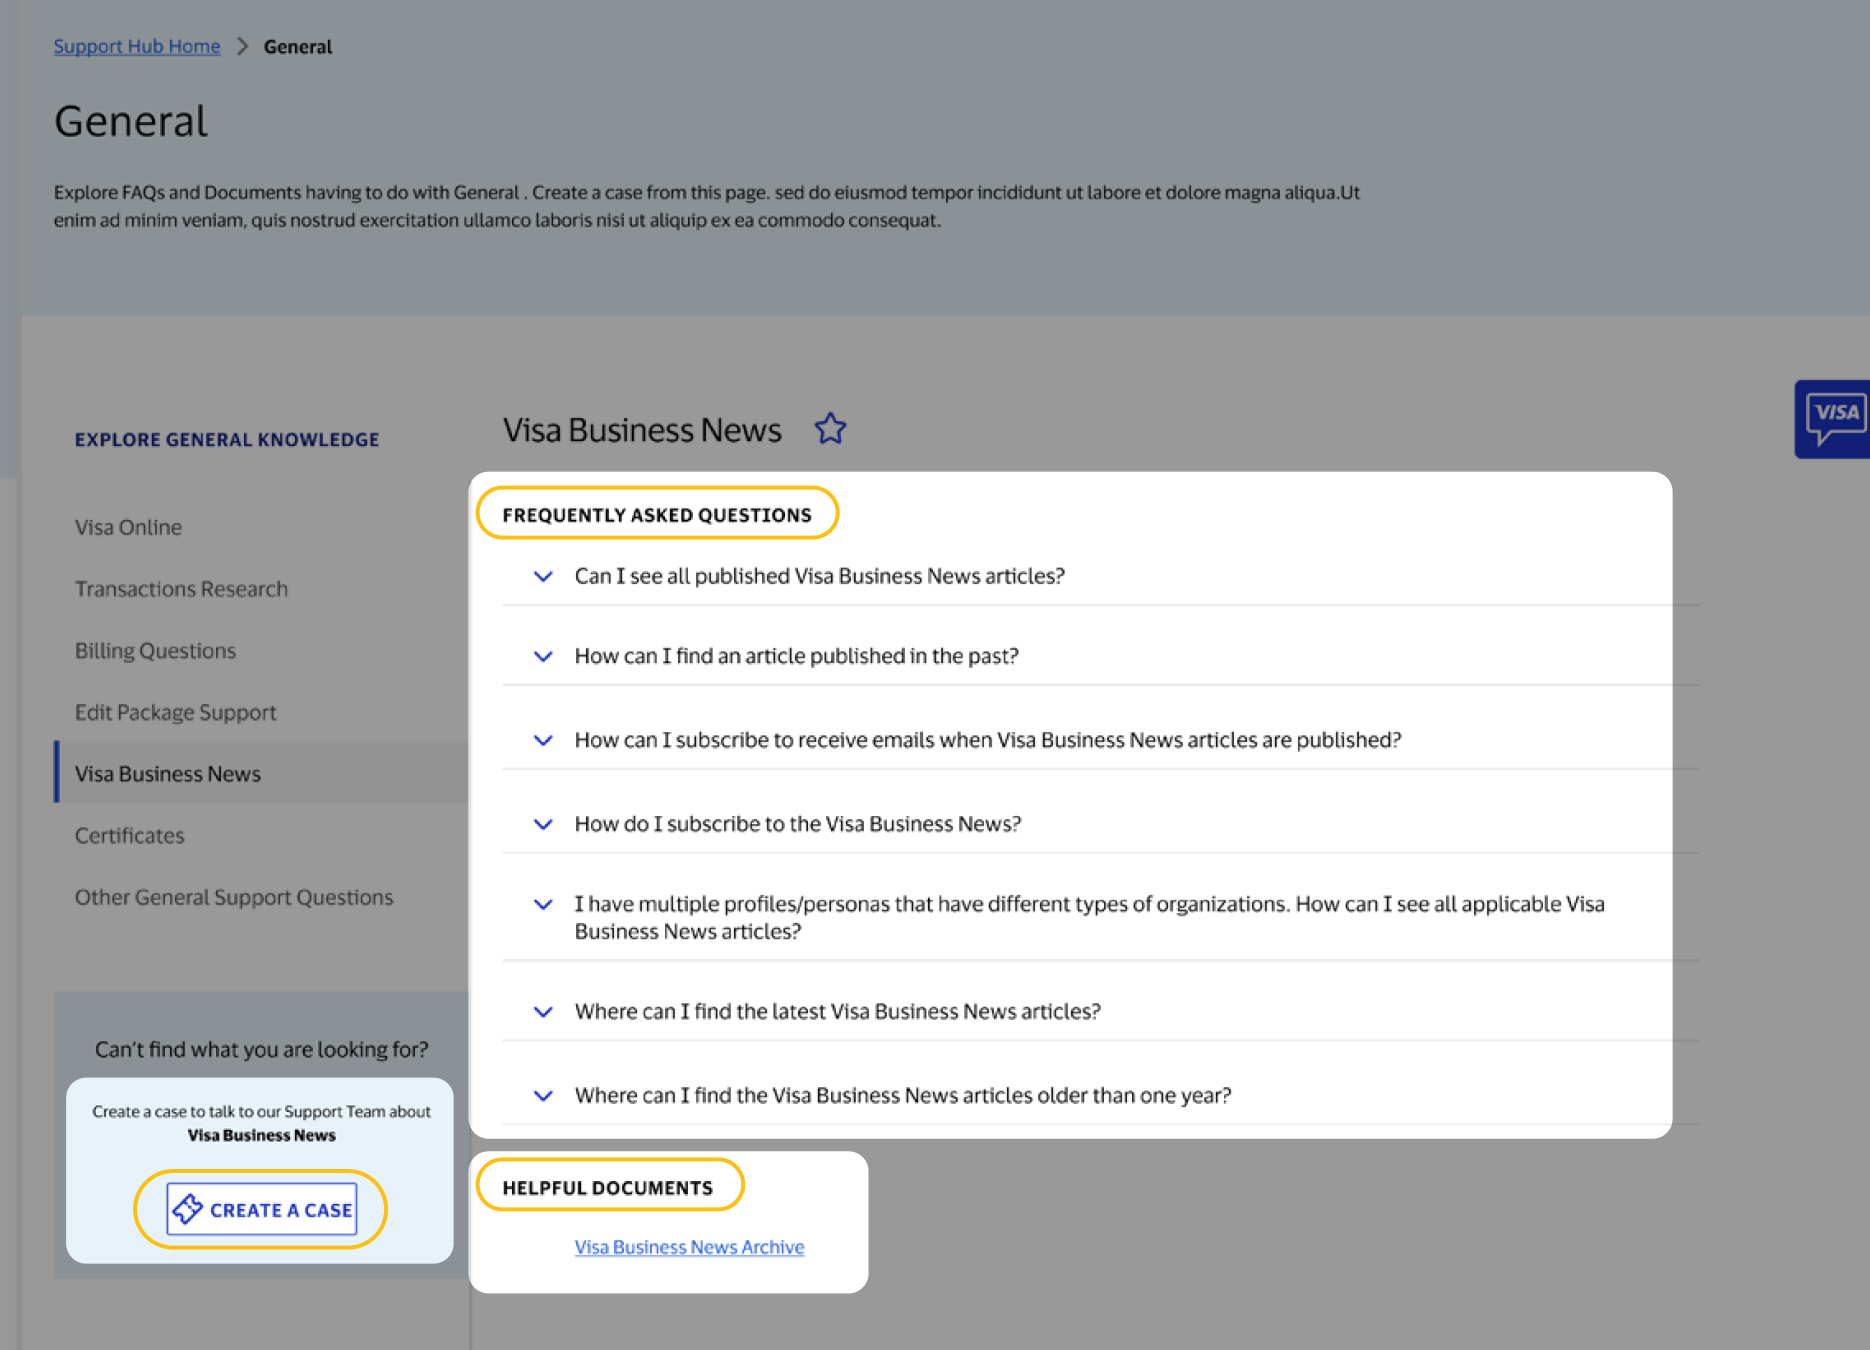 Support Hub Home > General
General
Explore FAQs and Documents having to do with General . Create a case from this page. sed do eiusmod tempor incididunt ut labore et dolore magna aliqua.Ut
enim ad minim veniam, quis nostrud exercitation ullamco laboris nisi ut aliquip ex ea commodo consequat.
VISA
EXPLORE GENERAL KNOWLEDGE
Visa Online
Transactions Research
Billing Questions
Edit Package Support
Visa Business News
Certificates
Other General Support Questions
Can't find what you are looking for?
Create a case to talk to our Support Team about
Visa Business News
CREATE A CASE
Visa Business News
FREQUENTLY ASKED QUESTIONS
Can I see all published Visa Business News articles?
How can I find an article published in the past?
How can I subscribe to receive emails when Visa Business News articles are published?
How do I subscribe to the Visa Business News?
I have multiple profiles/personas that have different types of organizations. How can I see all applicable Visa
Business News articles?
Where can I find the latest Visa Business News articles?
Where can I find the Visa Business News articles older than one year?
HELPFUL DOCUMENTS
Visa Business News Archive